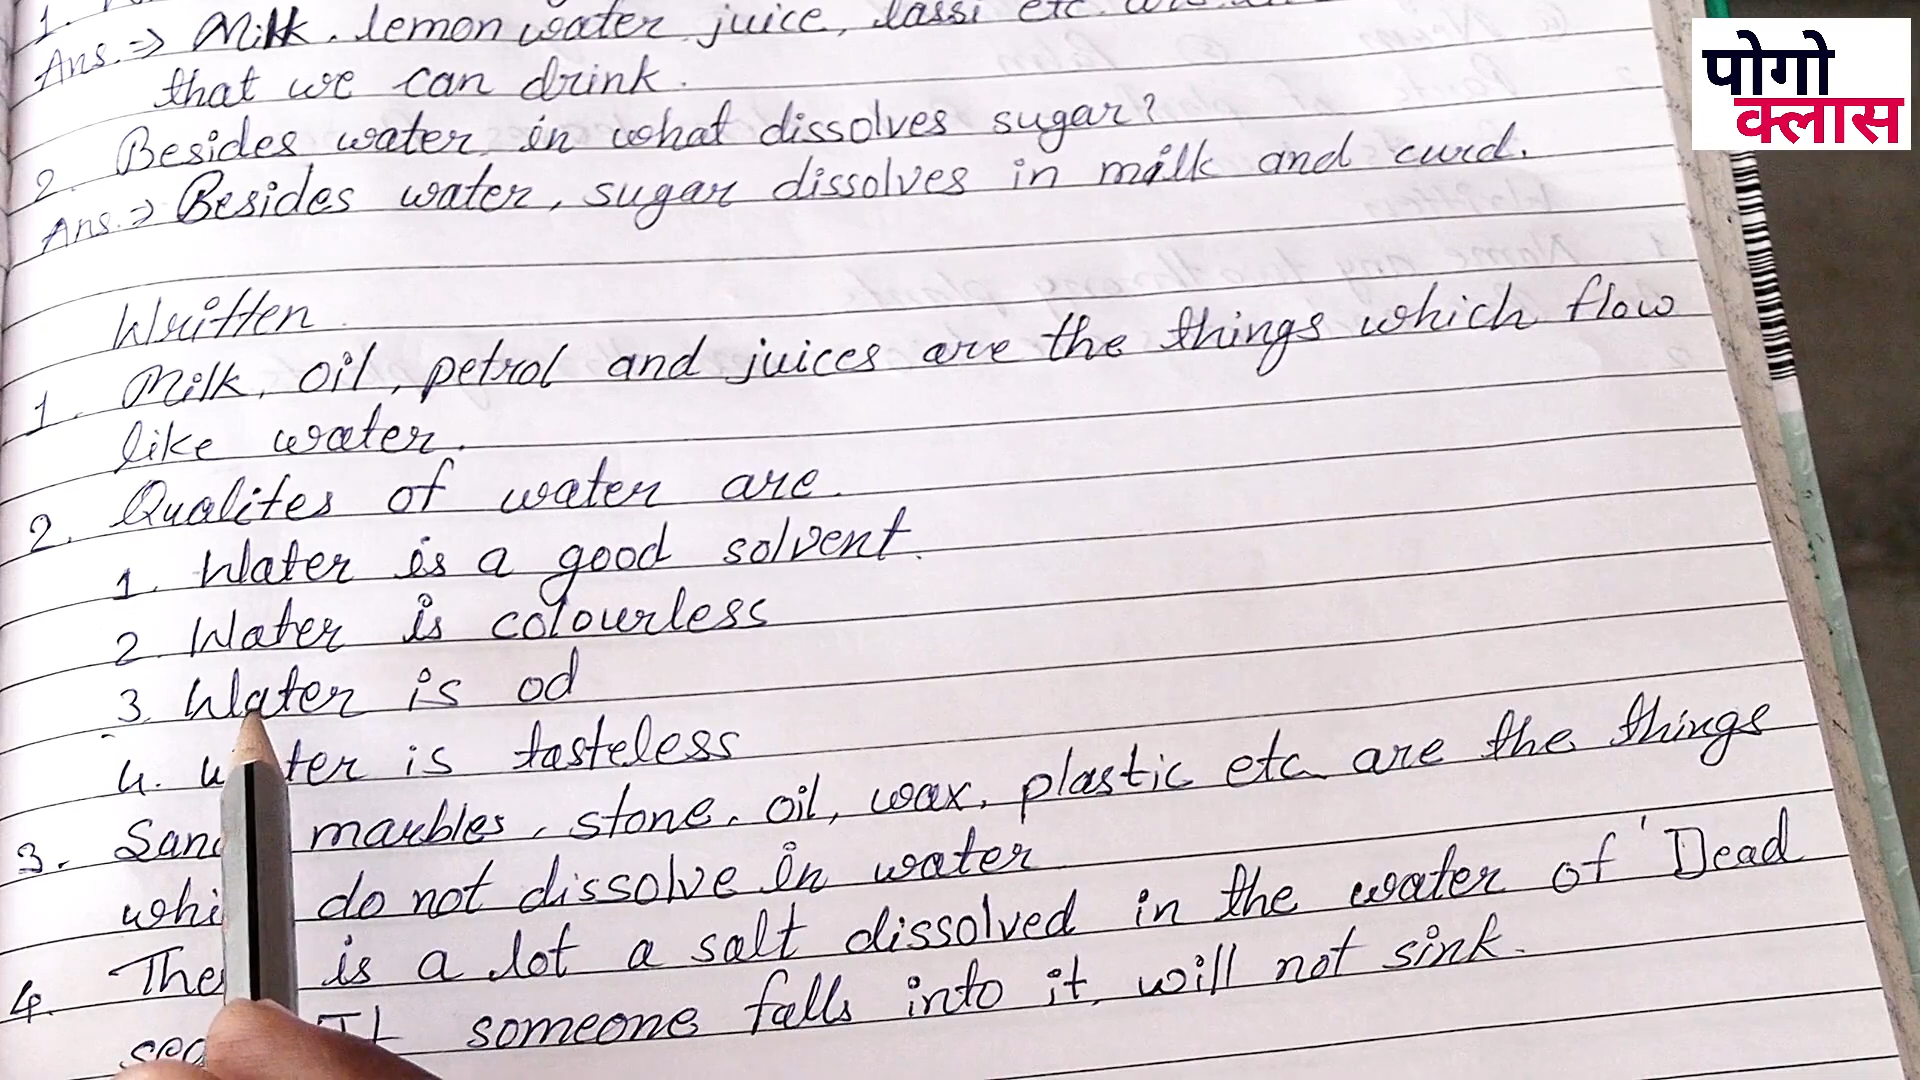 1.
Ans.⇒ Milk, lemon water, juice, lassi etc.
that we can drink.
2. Besides water, in what dissolves sugar?
Ans.⇒ Besides water, sugar dissolves in milk and curd.
Written
1. Milk, oil, petrol and juices are the things which flow
like water.
2. Qualites of water are.
1. Water is a good solvent.
2. Water is colourless
3. Water is od
4. ter is tasteless
3. marbles, stone, oil, wax, plastic etc are the things
do not dissolve in water
4. is a lot a salt dissolved in the water of 'Dead
someone falls into it, will not sink.
पोगो
क्लास